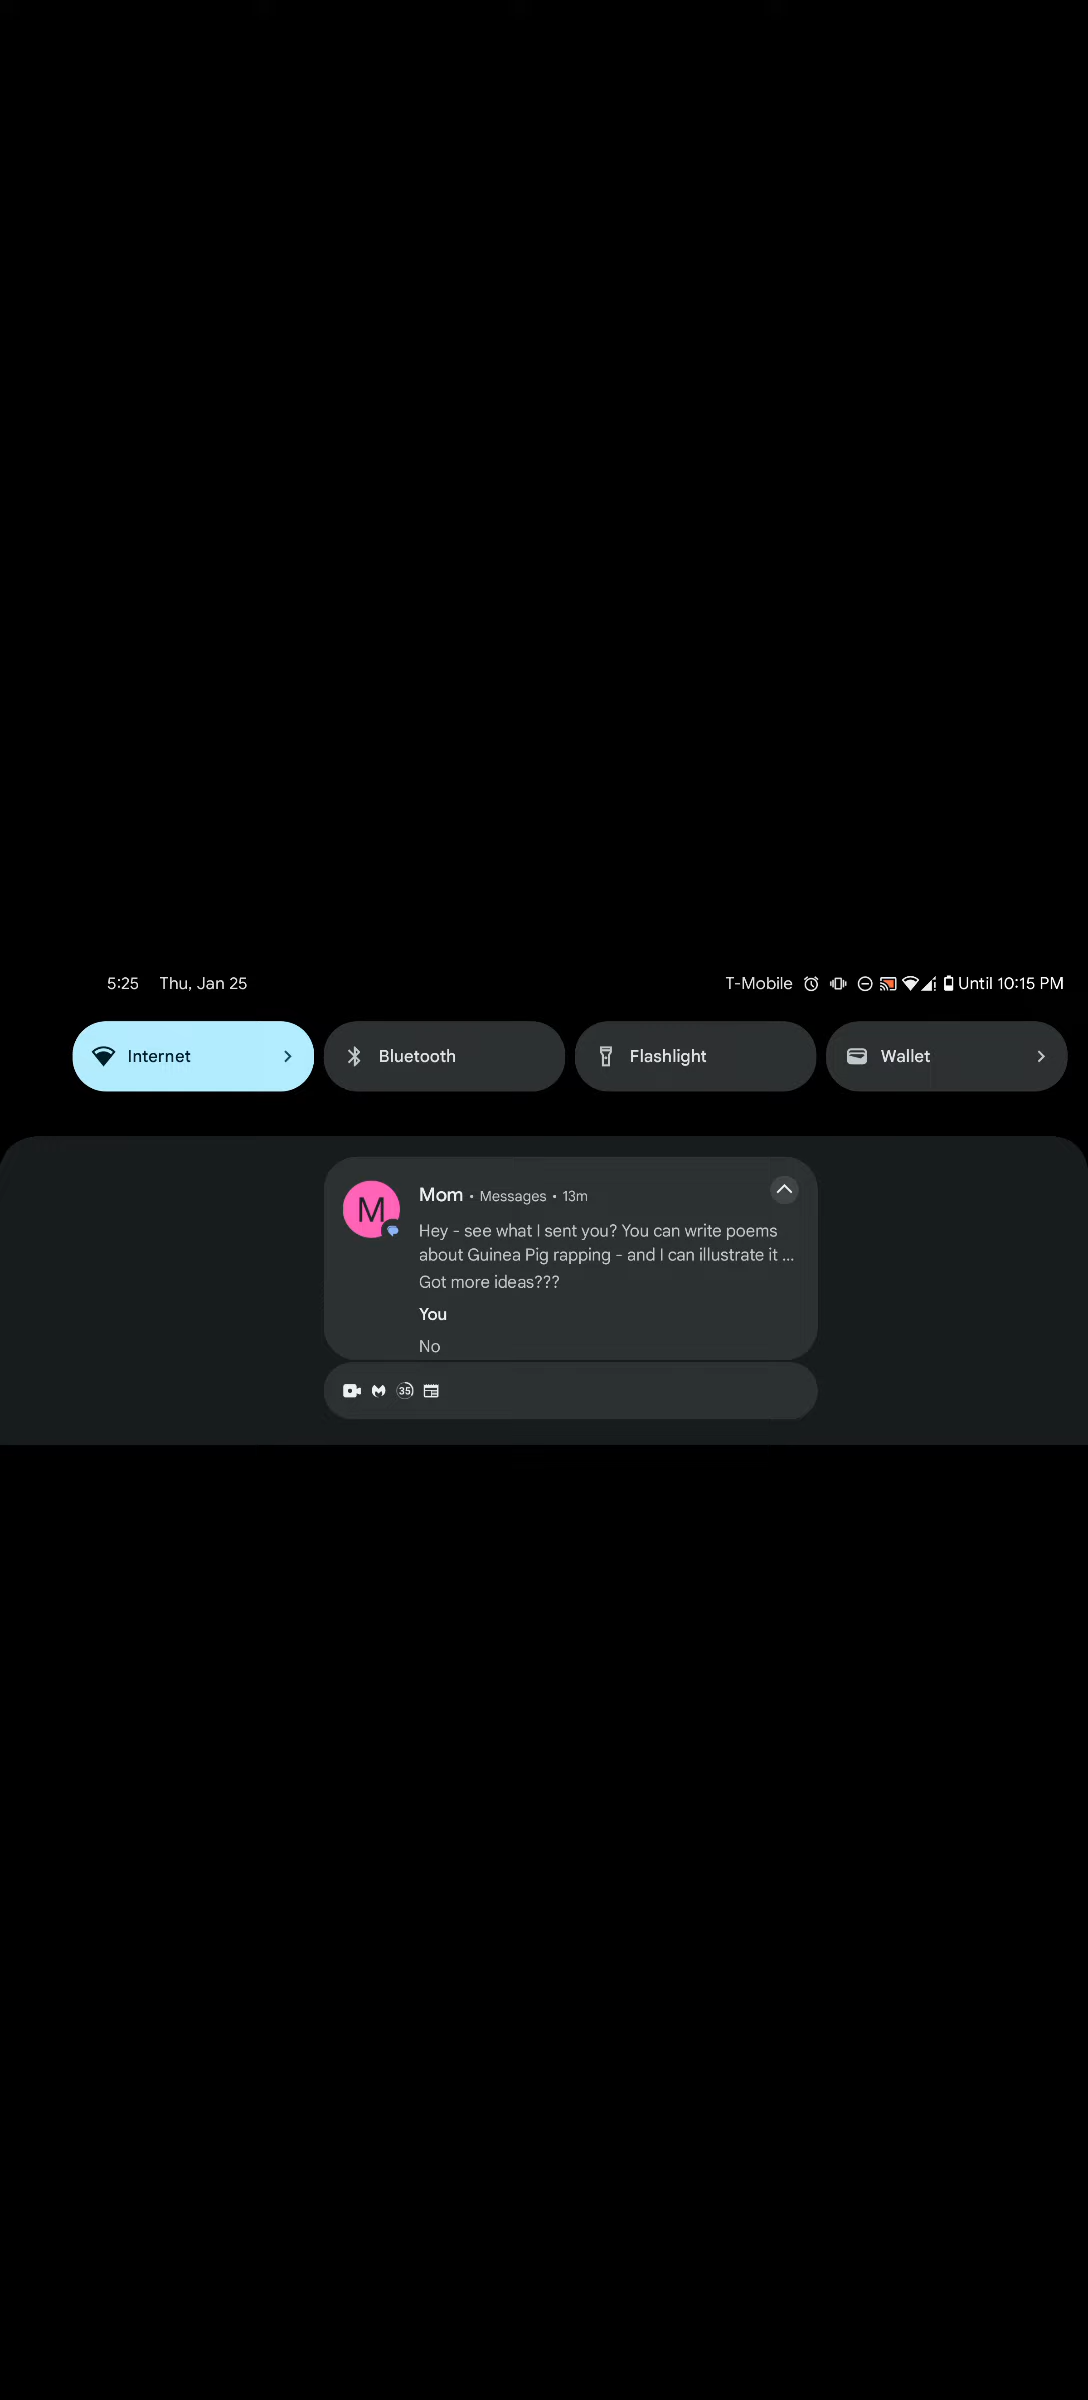 5:25 Thu, Jan 25 T-Mobile Until 10:15 PM
Internet Bluetooth Flashlight Wallet
M
Mom • Messages • 13m
Hey - see what I sent you? You can write poems
about Guinea Pig rapping - and I can illustrate it ...
Got more ideas???
You
No
35